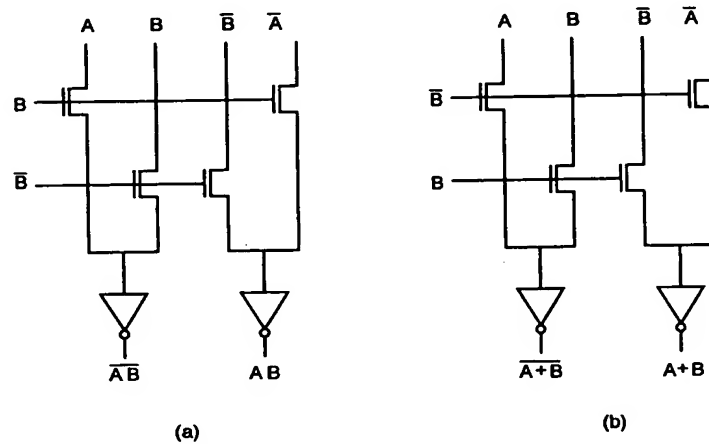 A B B̅ A̅ A B B̅ A̅
B B̅
B̅ B
A̅B̅ AB A̅+̅B̅ A+B
(a) (b)